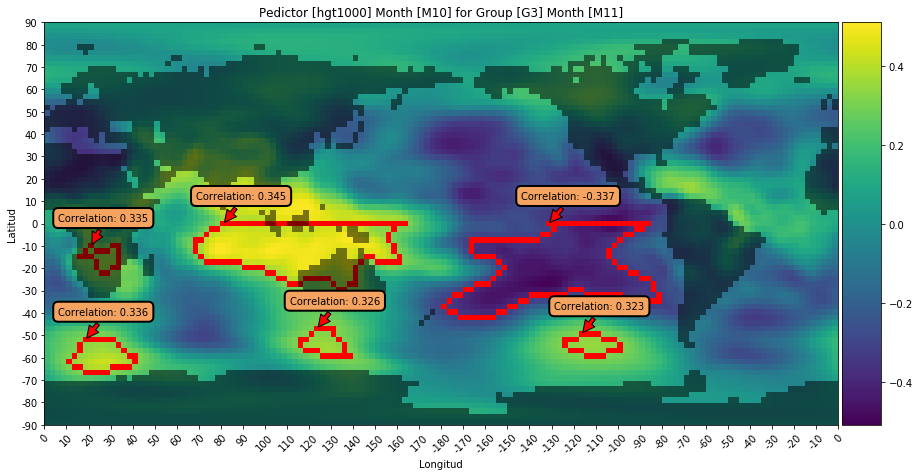 Pedictor [hgt1000] Month [M10] for Group [G3] Month [M11]
90
80
70
60
50
40
30
20
10
0
-10
-20
-30
-40
-50
-60
-70
-80
-90
Latitud
Correlation: 0.345
Correlation: -0.337
Correlation: 0.335
Correlation: 0.326
Correlation: 0.323
Correlation: 0.336
0 10 20 30 40 50 60 70 80 90 100 110 120 130 140 150 160 170 -180 -170 -160 -150 -140 -130 -120 -110 -100 -90 -80 -70 -60 -50 -40 -30 -20 -10 0
Longitud
0.4
0.2
0.0
−0.2
−0.4